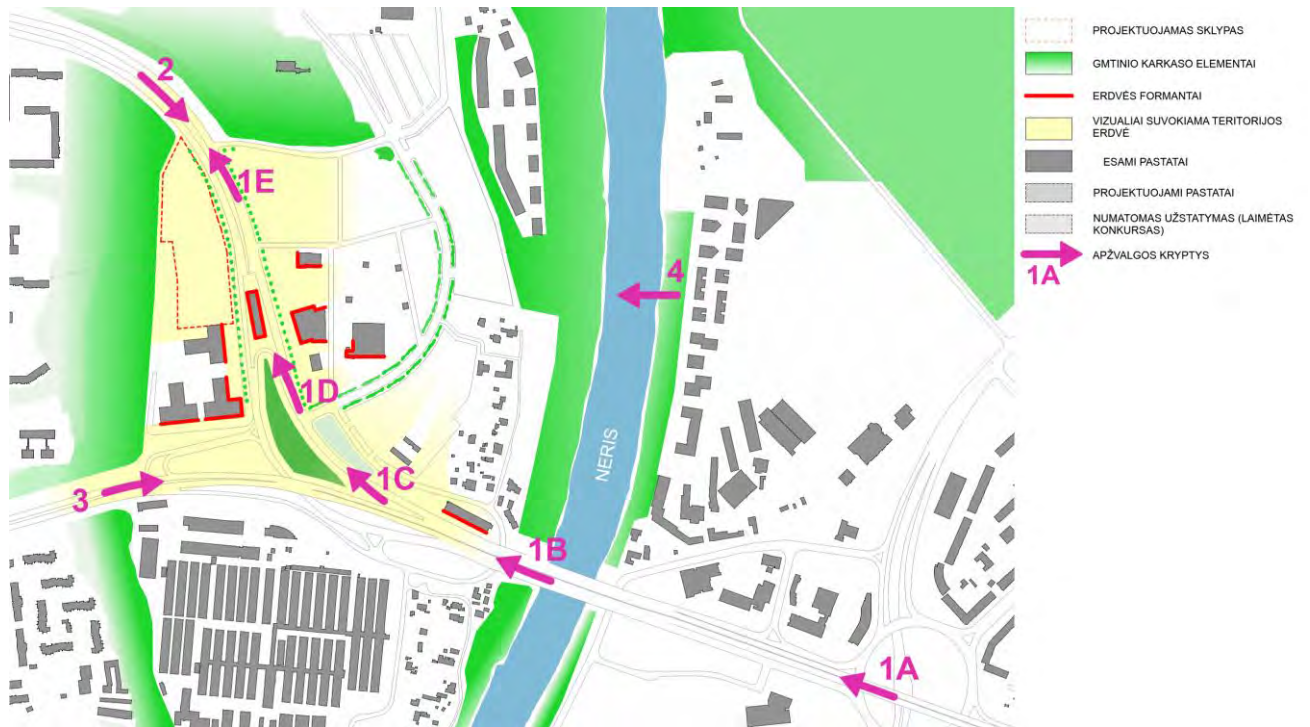 2
1E
1D
1C
3
1B
4
NERIS
1A
PROJEKTUOJAMAS SKLYPAS
GMTINIO KARKASO ELEMENTAI
ERDVĖS FORMANTAI
VIZUALIAI SUVOKIAMA TERITORIJOS
ERDVĖ
ESAMI PASTATAI
PROJEKTUOJAMI PASTATAI
NUMATOMAS UŽSTATYMAS (LAIMĖTAS
KONKURSAS)
APŽVALGOS KRYPTYS
1A